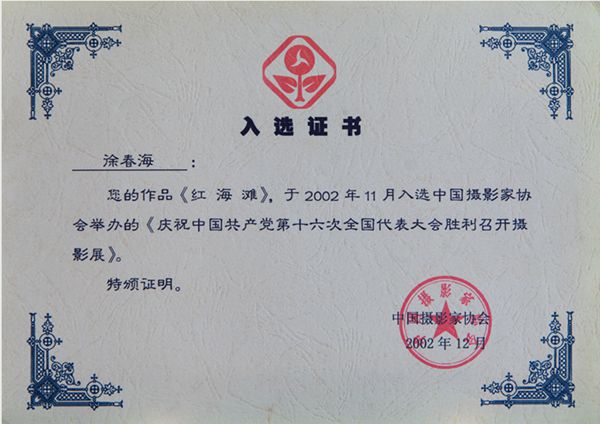 入选证书
徐春海：
您的作品《红海滩》，于2002年11月入选中国摄影家协
会举办的《庆祝中国共产党第十六次全国代表大会胜利召开摄
影展》。
特颁证明。
中国摄影家协会
2002年12月